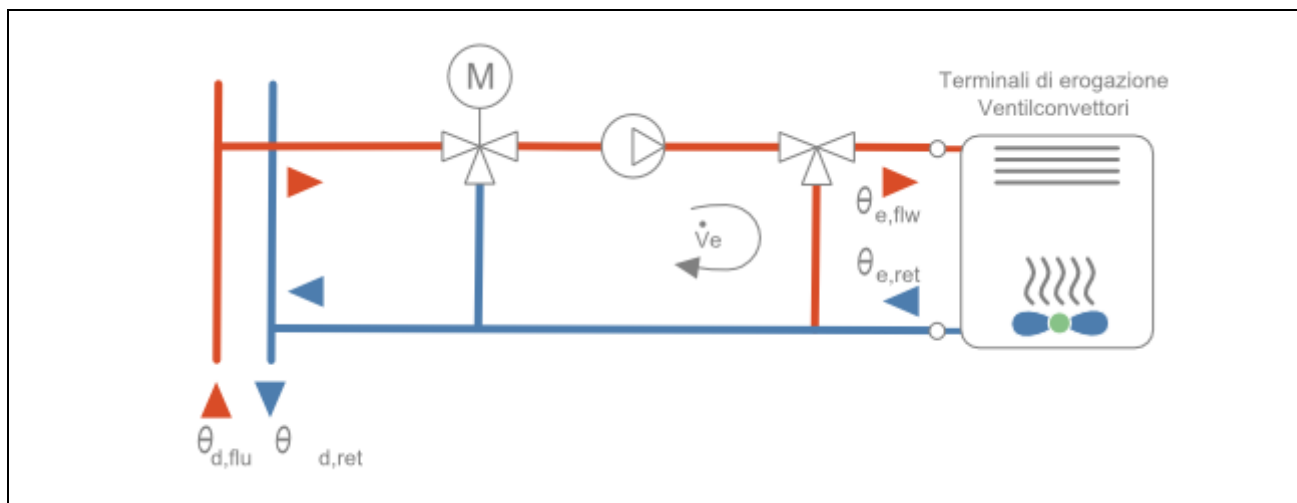 M
Terminali di erogazione
Ventilconvettori
θe,flw
V̇e
θe,ret
θd,flu θ d,ret